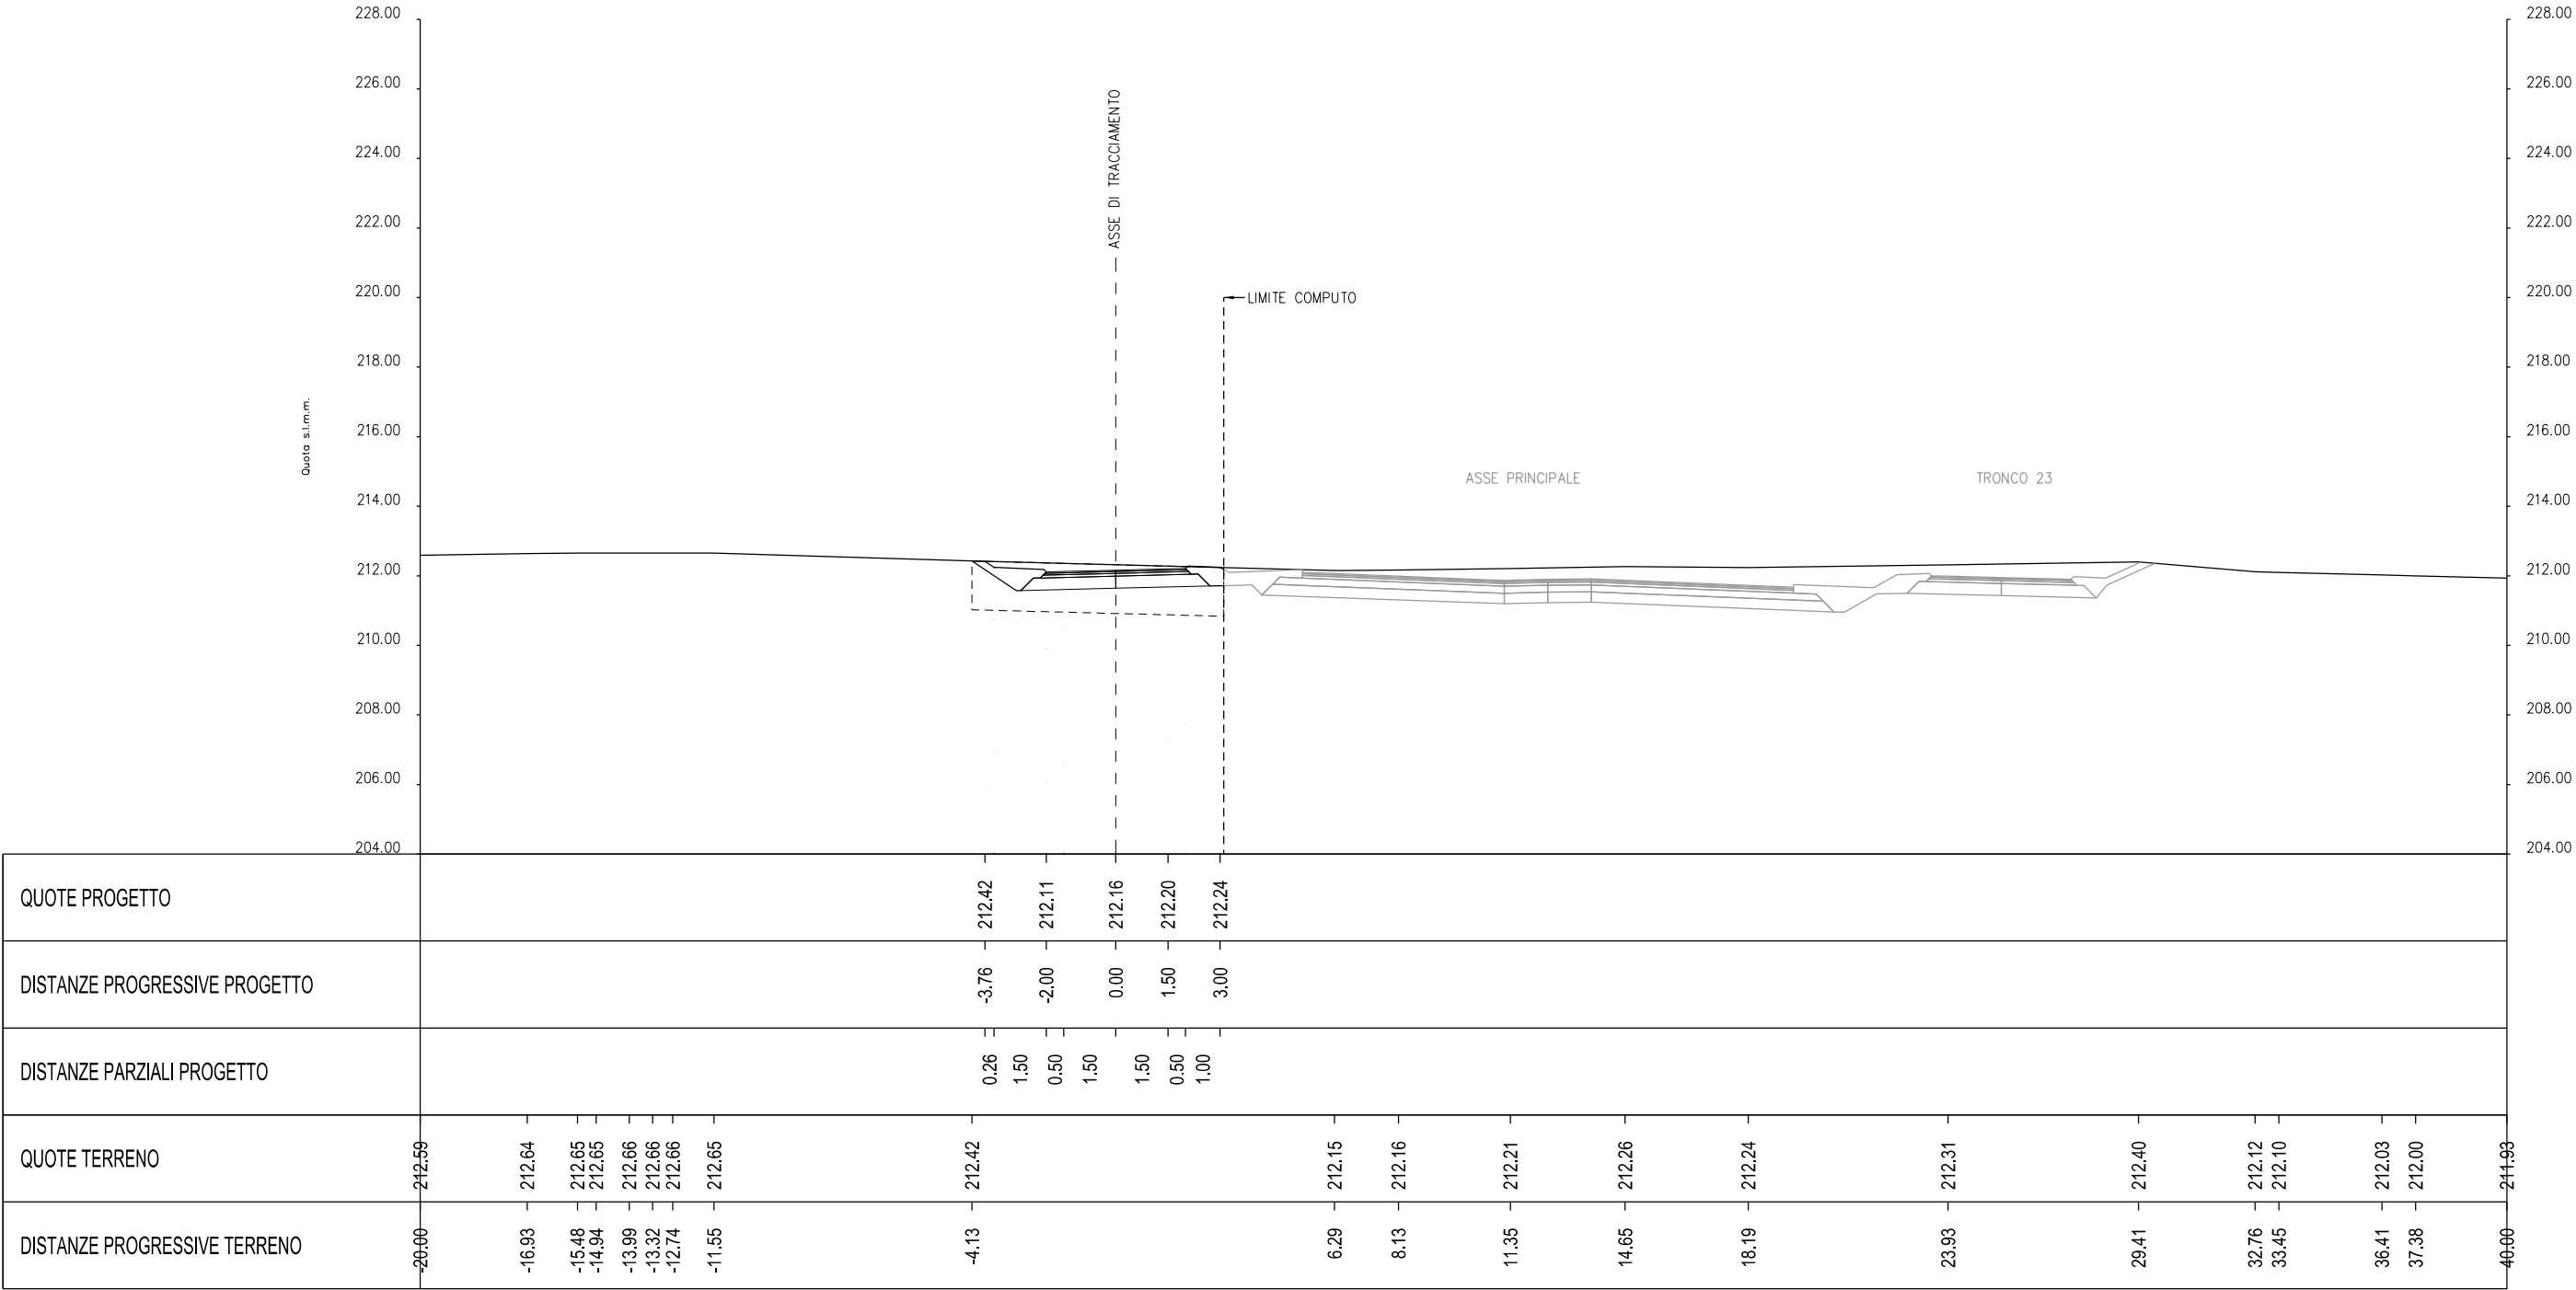 228.00 228.00
226.00 226.00
224.00 224.00
222.00 222.00
220.00 220.00
218.00 218.00
216.00 216.00
214.00 214.00
212.00 212.00
210.00 210.00
208.00 208.00
206.00 206.00
204.00 204.00
Quota s.l.m.m.
ASSE DI TRACCIAMENTO
LIMITE COMPUTO
ASSE PRINCIPALE
TRONCO 23
QUOTE PROGETTO 212.42 212.11 212.16 212.20 212.24
DISTANZE PROGRESSIVE PROGETTO -3.76 -2.00 0.00 1.50 3.00
DISTANZE PARZIALI PROGETTO 0.26 1.50 0.50 1.50 1.50 0.50 1.00
QUOTE TERRENO 212.59 212.64 212.65 212.65 212.66 212.66 212.66 212.65 212.42 212.15 212.16 212.21 212.26 212.24 212.31 212.40 212.12 212.10 212.03 212.00 211.93
DISTANZE PROGRESSIVE TERRENO -20.00 -16.93 -15.48 -14.94 -13.99 -13.32 -12.74 -11.55 -4.13 6.29 8.13 11.35 14.65 18.19 23.93 29.41 32.76 33.45 36.41 37.38 40.00